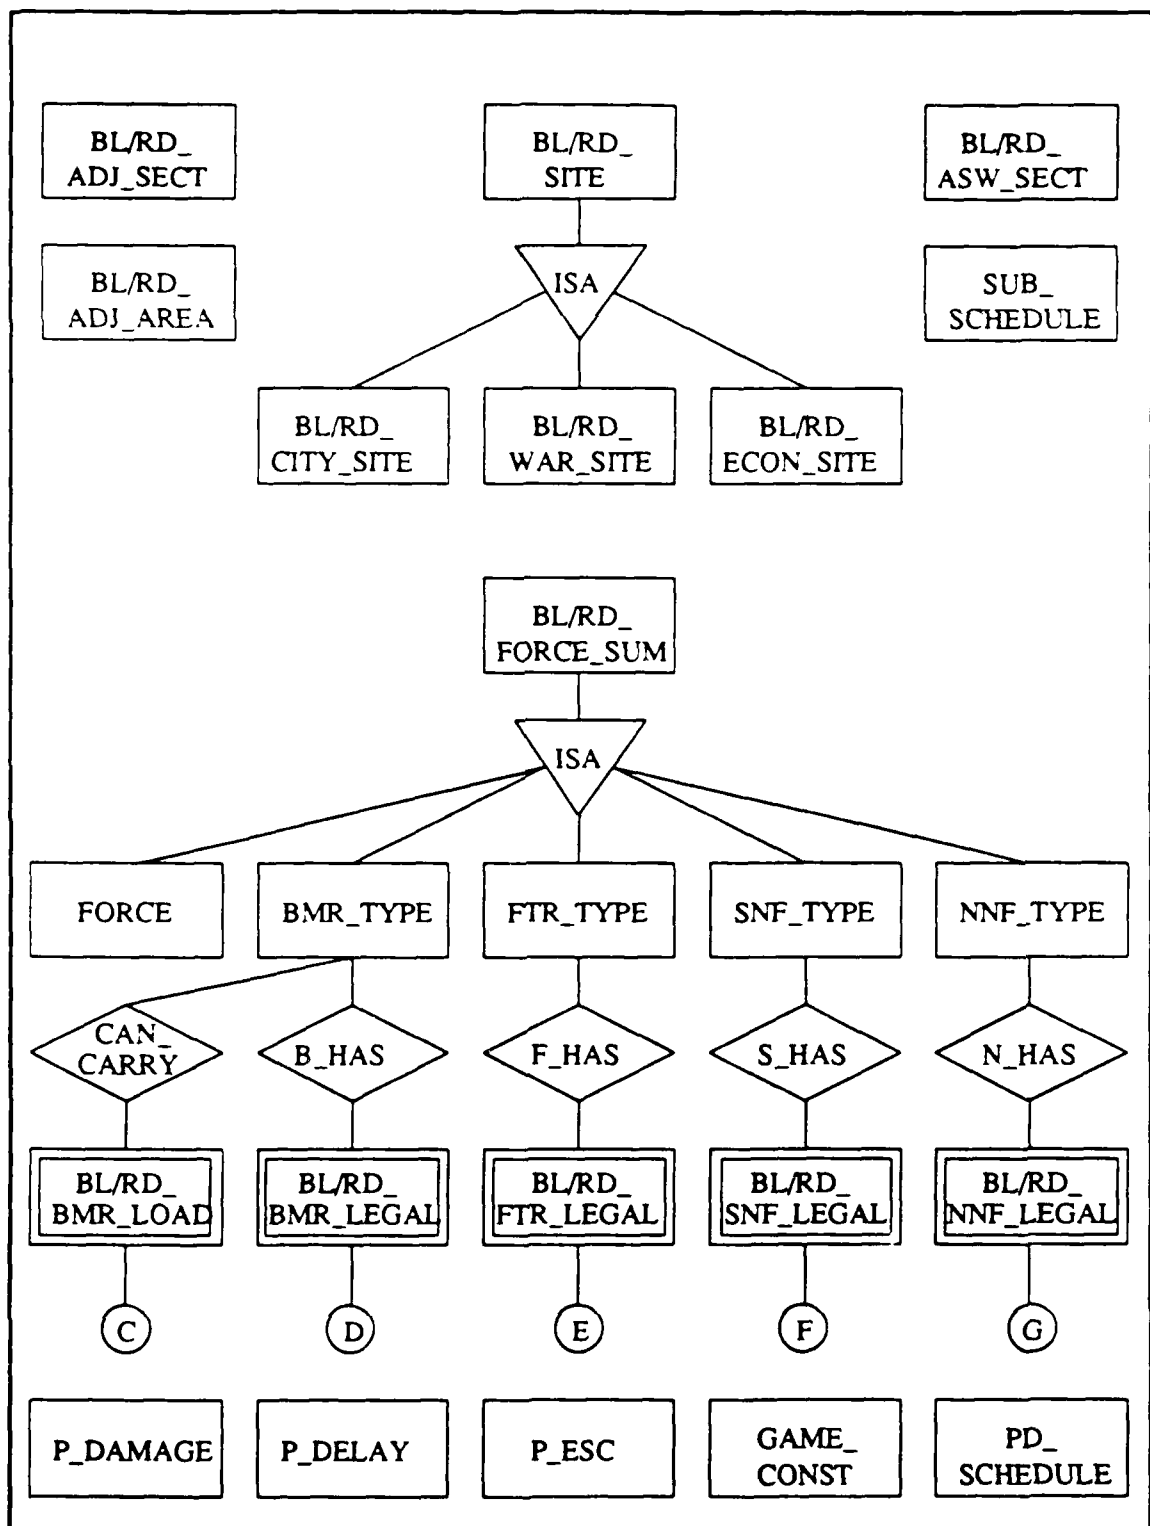 BL/RD_
ADJ_SECT
BL/RD_
SITE
BL/RD_
ASW_SECT
BL/RD_
ADJ_AREA
ISA
SUB_
SCHEDULE
BL/RD_
CITY_SITE
BL/RD_
WAR_SITE
BL/RD_
ECON_SITE
BL/RD_
FORCE_SUM
ISA
FORCE
BMR_TYPE
FTR_TYPE
SNF_TYPE
NNF_TYPE
CAN_
CARRY
B_HAS
F_HAS
S_HAS
N_HAS
BL/RD_
BMR_LOAD
BL/RD_
BMR_LEGAL
BL/RD_
FTR_LEGAL
BL/RD_
SNF_LEGAL
BL/RD_
NNF_LEGAL
C
D
E
F
G
P_DAMAGE
P_DELAY
P_ESC
GAME_
CONST
PD_
SCHEDULE